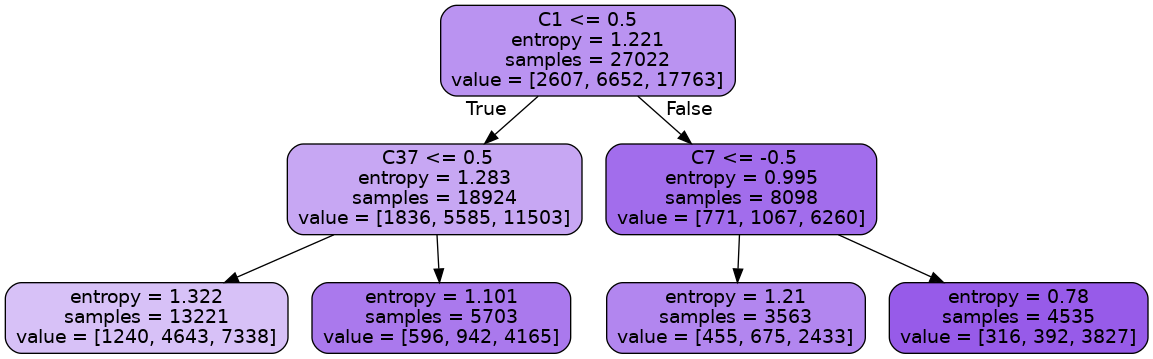 C1 <= 0.5
entropy = 1.221
samples = 27022
value = [2607, 6652, 17763]
True
False
C37 <= 0.5
entropy = 1.283
samples = 18924
value = [1836, 5585, 11503]
C7 <= -0.5
entropy = 0.995
samples = 8098
value = [771, 1067, 6260]
entropy = 1.322
samples = 13221
value = [1240, 4643, 7338]
entropy = 1.101
samples = 5703
value = [596, 942, 4165]
entropy = 1.21
samples = 3563
value = [455, 675, 2433]
entropy = 0.78
samples = 4535
value = [316, 392, 3827]